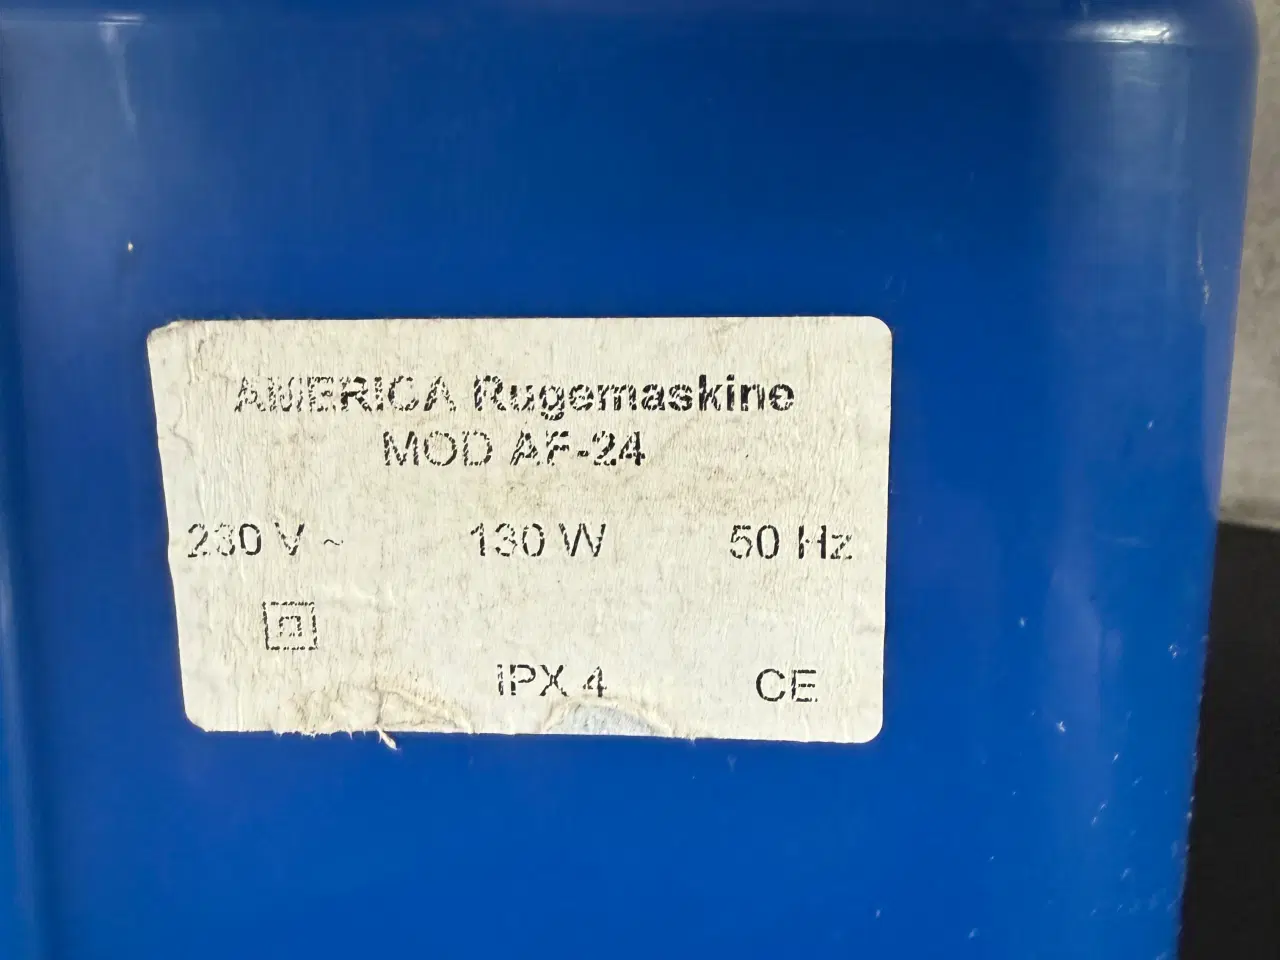 AMERICA Rugemaskine
MOD AF-24
230 V ~ 130 W 50 Hz
IPX 4 CE